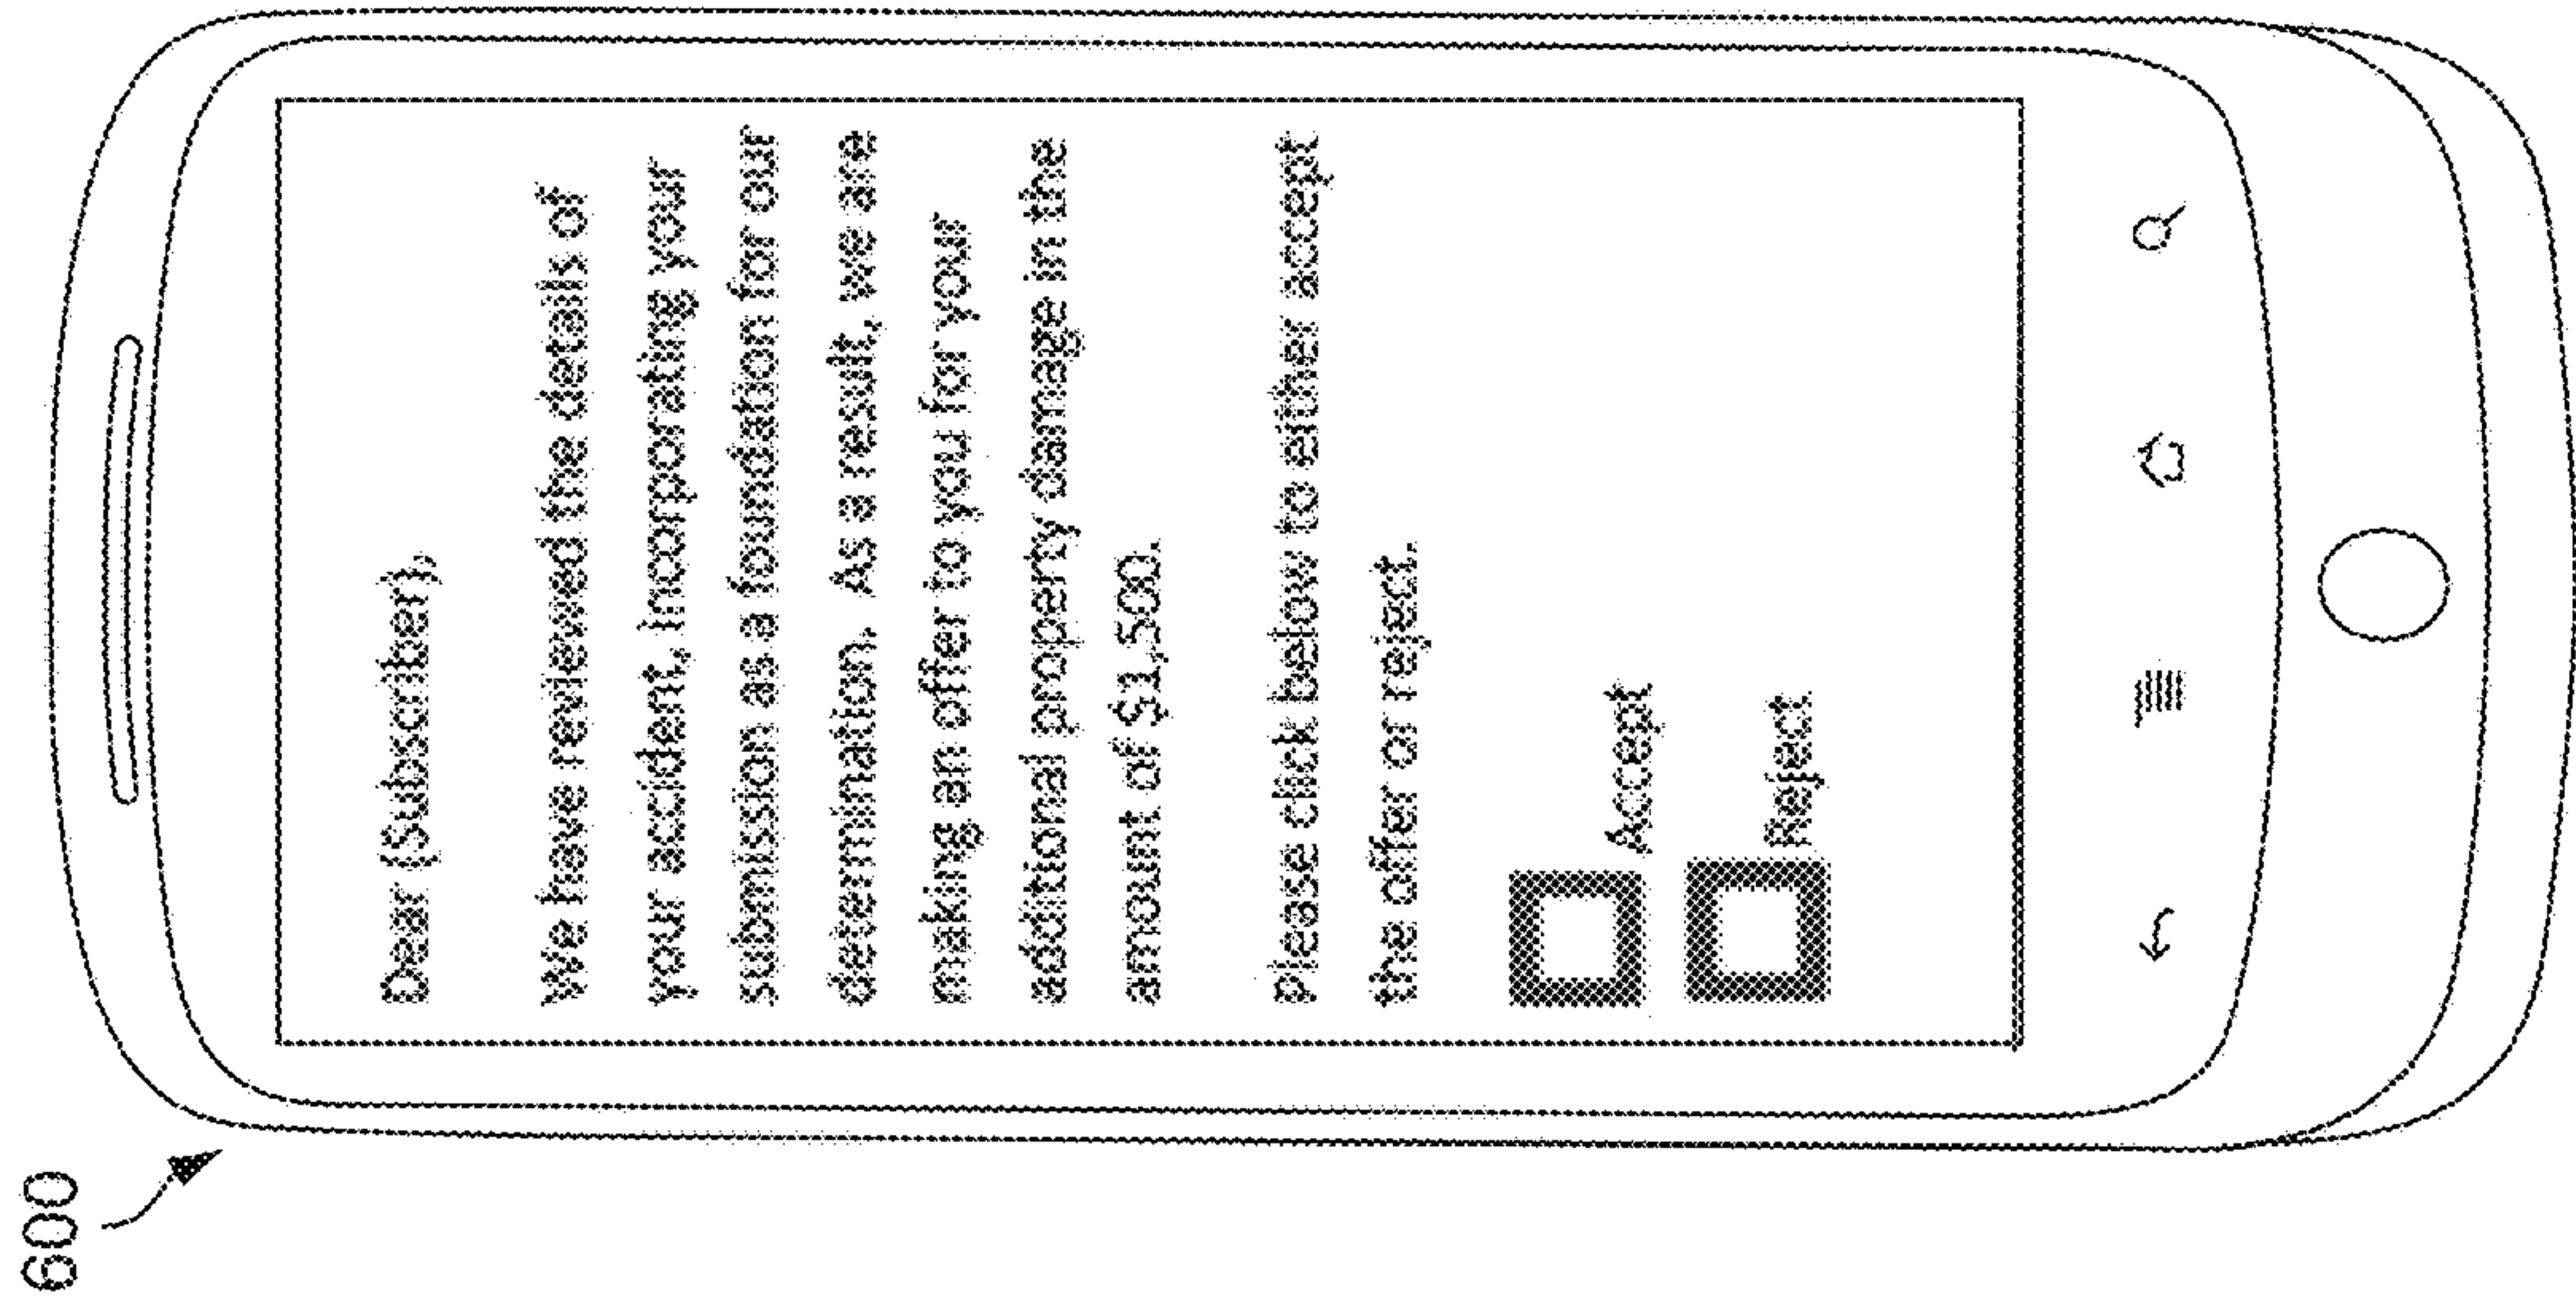 600
Dear (Subscriber),
We have reviewed the details of
your accident, incorporating your
submission as a foundation for our
determination. As a result, we are
making an offer to you for your
additional property damage in the
amount of $1,500.
Please click below to either accept
the offer or reject.
Accept
Reject